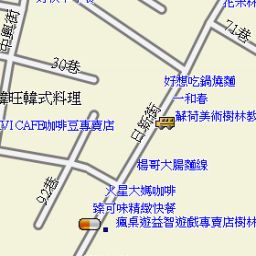 71巷
中興街
30巷
好想吃鍋燒麵
一和春
韓旺韓式料理
蘇荷美術樹林教
VI CAFE咖啡豆專賣店
日新街
楊哥大腸麵線
92巷
火星大媽咖啡
臻可味精緻快餐
瘋桌遊益智遊戲專賣店樹林